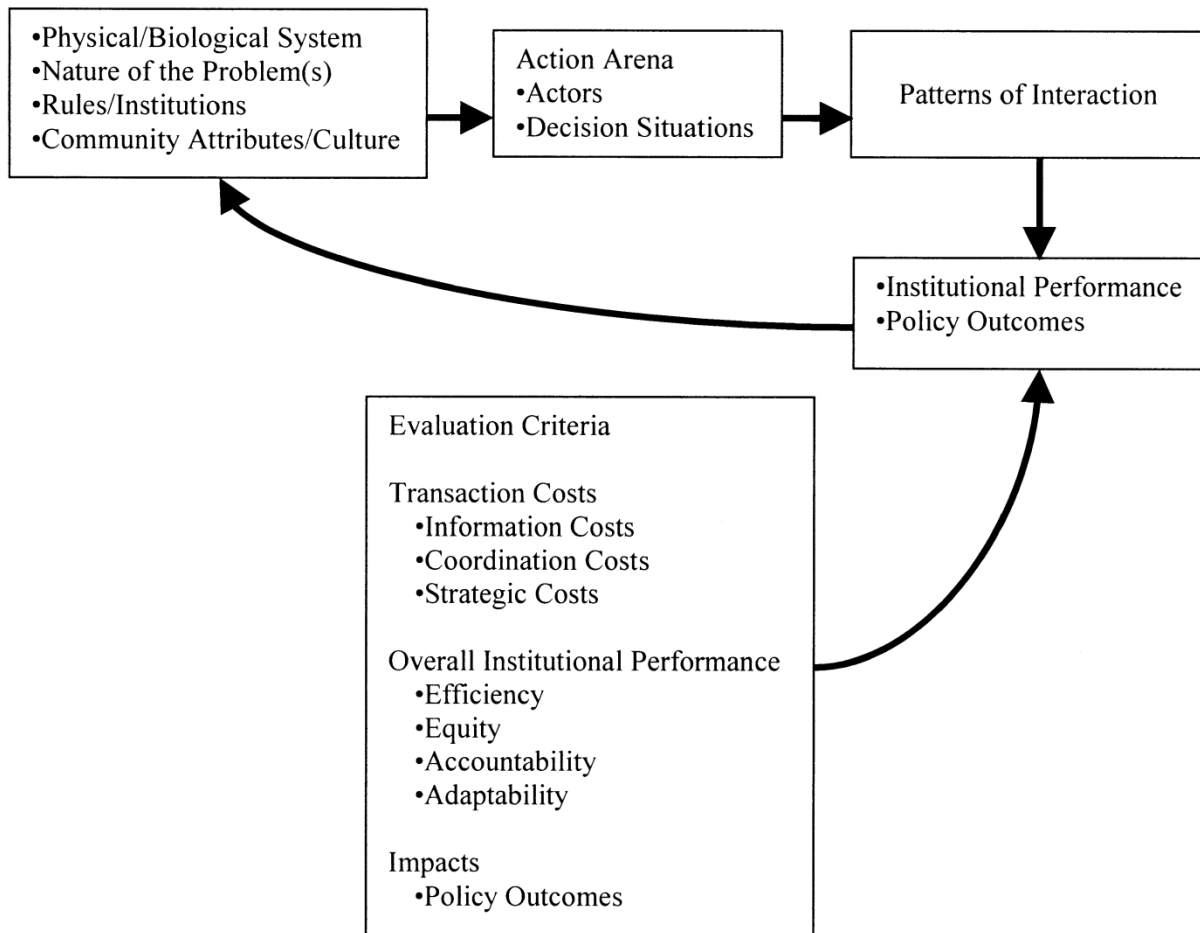 •Physical/Biological System
•Nature of the Problem(s)
•Rules/Institutions
•Community Attributes/Culture
Action Arena
•Actors
•Decision Situations
Patterns of Interaction
•Institutional Performance
•Policy Outcomes
Evaluation Criteria
Transaction Costs
•Information Costs
•Coordination Costs
•Strategic Costs
Overall Institutional Performance
•Efficiency
•Equity
•Accountability
•Adaptability
Impacts
•Policy Outcomes